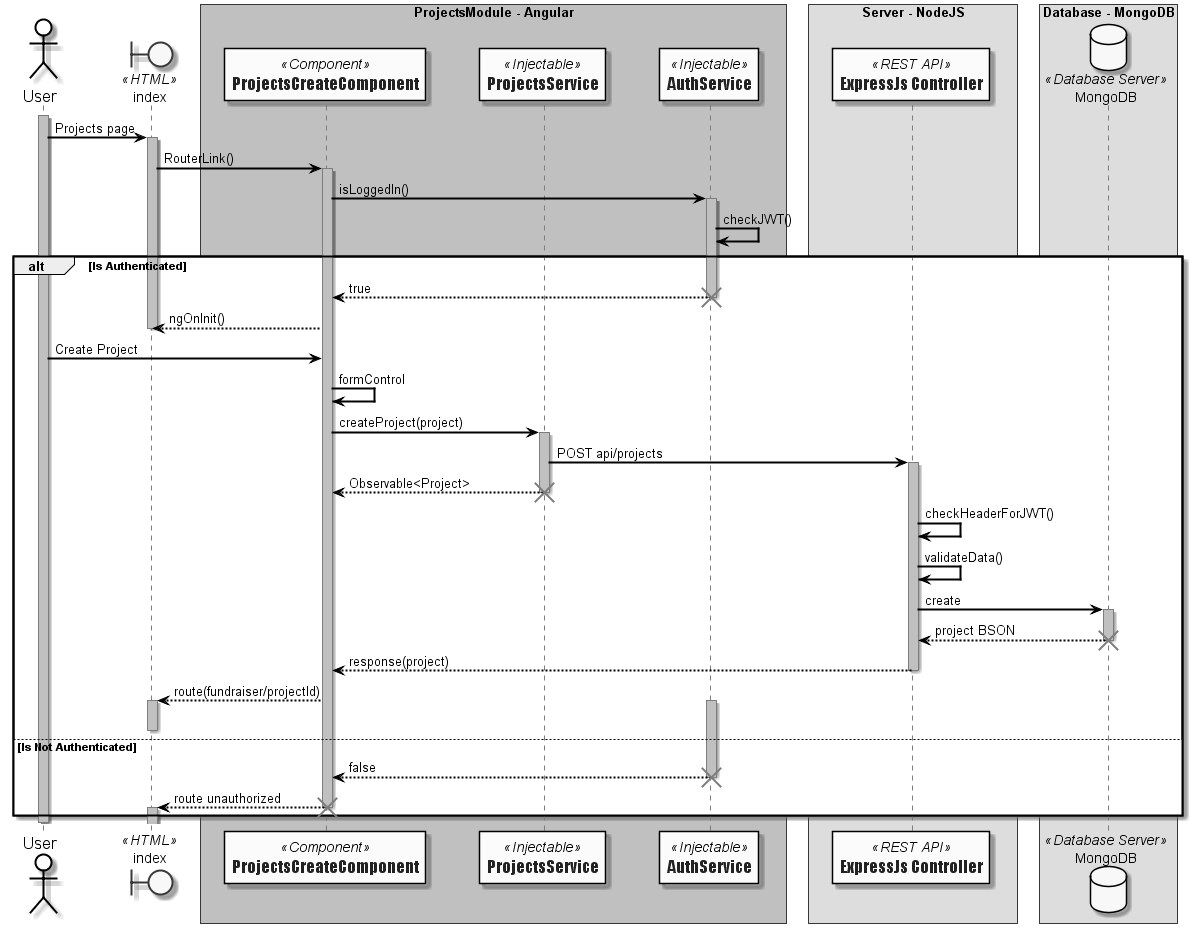 ProjectsModule - Angular
Server - NodeJS
Database - MongoDB
User
«HTML»
index
«Component»
ProjectsCreateComponent
«Injectable»
ProjectsService
«Injectable»
AuthService
«REST API»
ExpressJs Controller
«Database Server»
MongoDB
Projects page
RouterLink()
isLoggedIn()
checkJWT()
alt
[Is Authenticated]
true
ngOnInit()
Create Project
formControl
createProject(project)
POST api/projects
Observable<Project>
checkHeaderForJWT()
validateData()
create
project BSON
response(project)
route(fundraiser/projectId)
[Is Not Authenticated]
false
route unauthorized
User
«HTML»
index
«Component»
ProjectsCreateComponent
«Injectable»
ProjectsService
«Injectable»
AuthService
«REST API»
ExpressJs Controller
«Database Server»
MongoDB